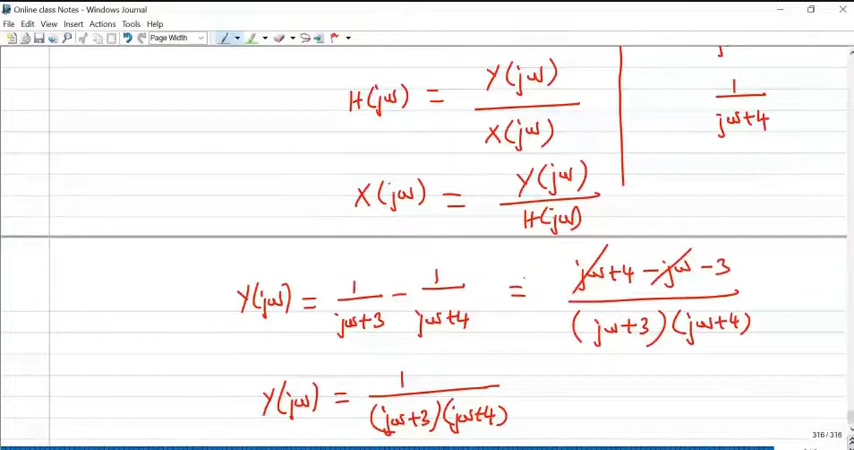 Online class Notes - Windows Journal
File Edit View Insert Actions Tools Help
Page Width
H(jω) = Y(jω) / X(jω)
1 / jω+4
X(jω) = Y(jω) / H(jω)
Y(jω) = 1 / jω+3 - 1 / jω+4 = jω+4 - jω - 3 / (jω+3)(jω+4)
Y(jω) = 1 / (jω+3)(jω+4)
316 / 316